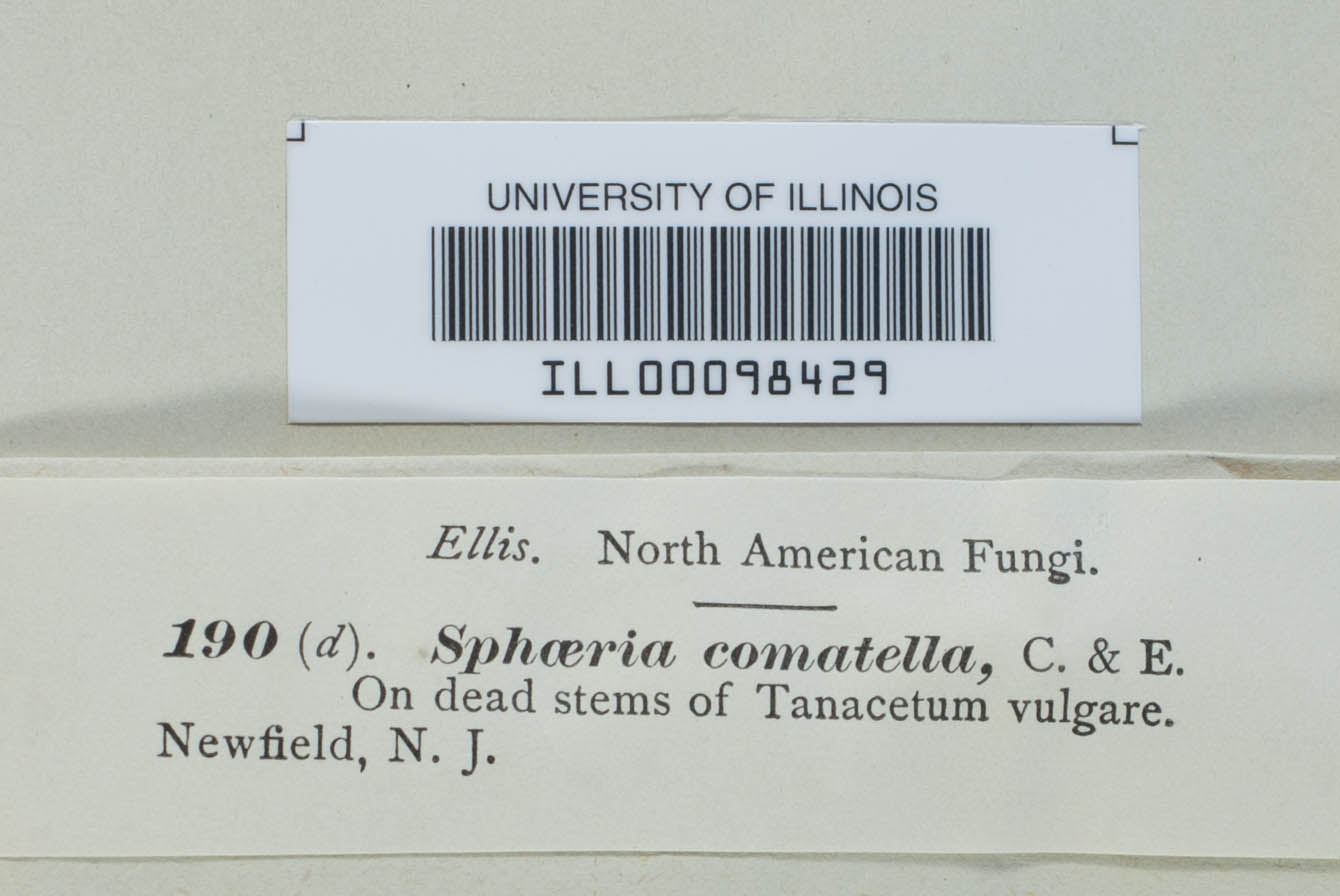 UNIVERSITY OF ILLINOIS
ILL00098429
Ellis. North American Fungi.
190 (d). Sphæria comatella, C. & E.
On dead stems of Tanacetum vulgare.
Newfield, N. J.